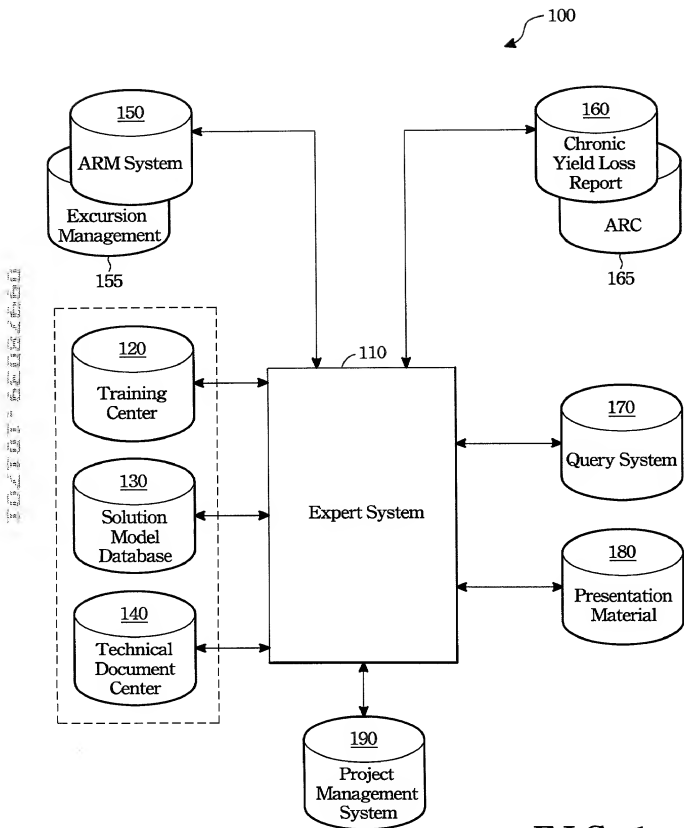 100
150
ARM System
Excursion
Management
155
160
Chronic
Yield Loss
Report
ARC
165
110
Expert System
120
Training
Center
130
Solution
Model
Database
140
Technical
Document
Center
170
Query System
180
Presentation
Material
190
Project
Management
System